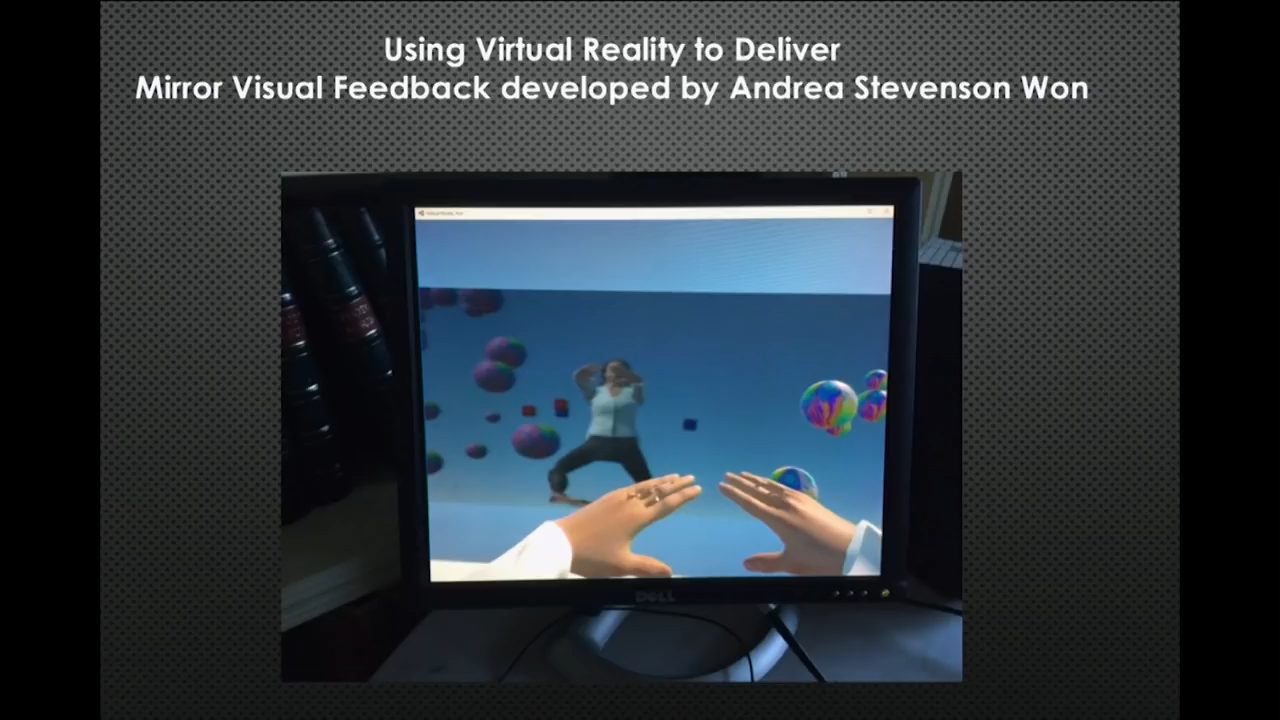 Using Virtual Reality to Deliver
Mirror Visual Feedback developed by Andrea Stevenson Won
DELL